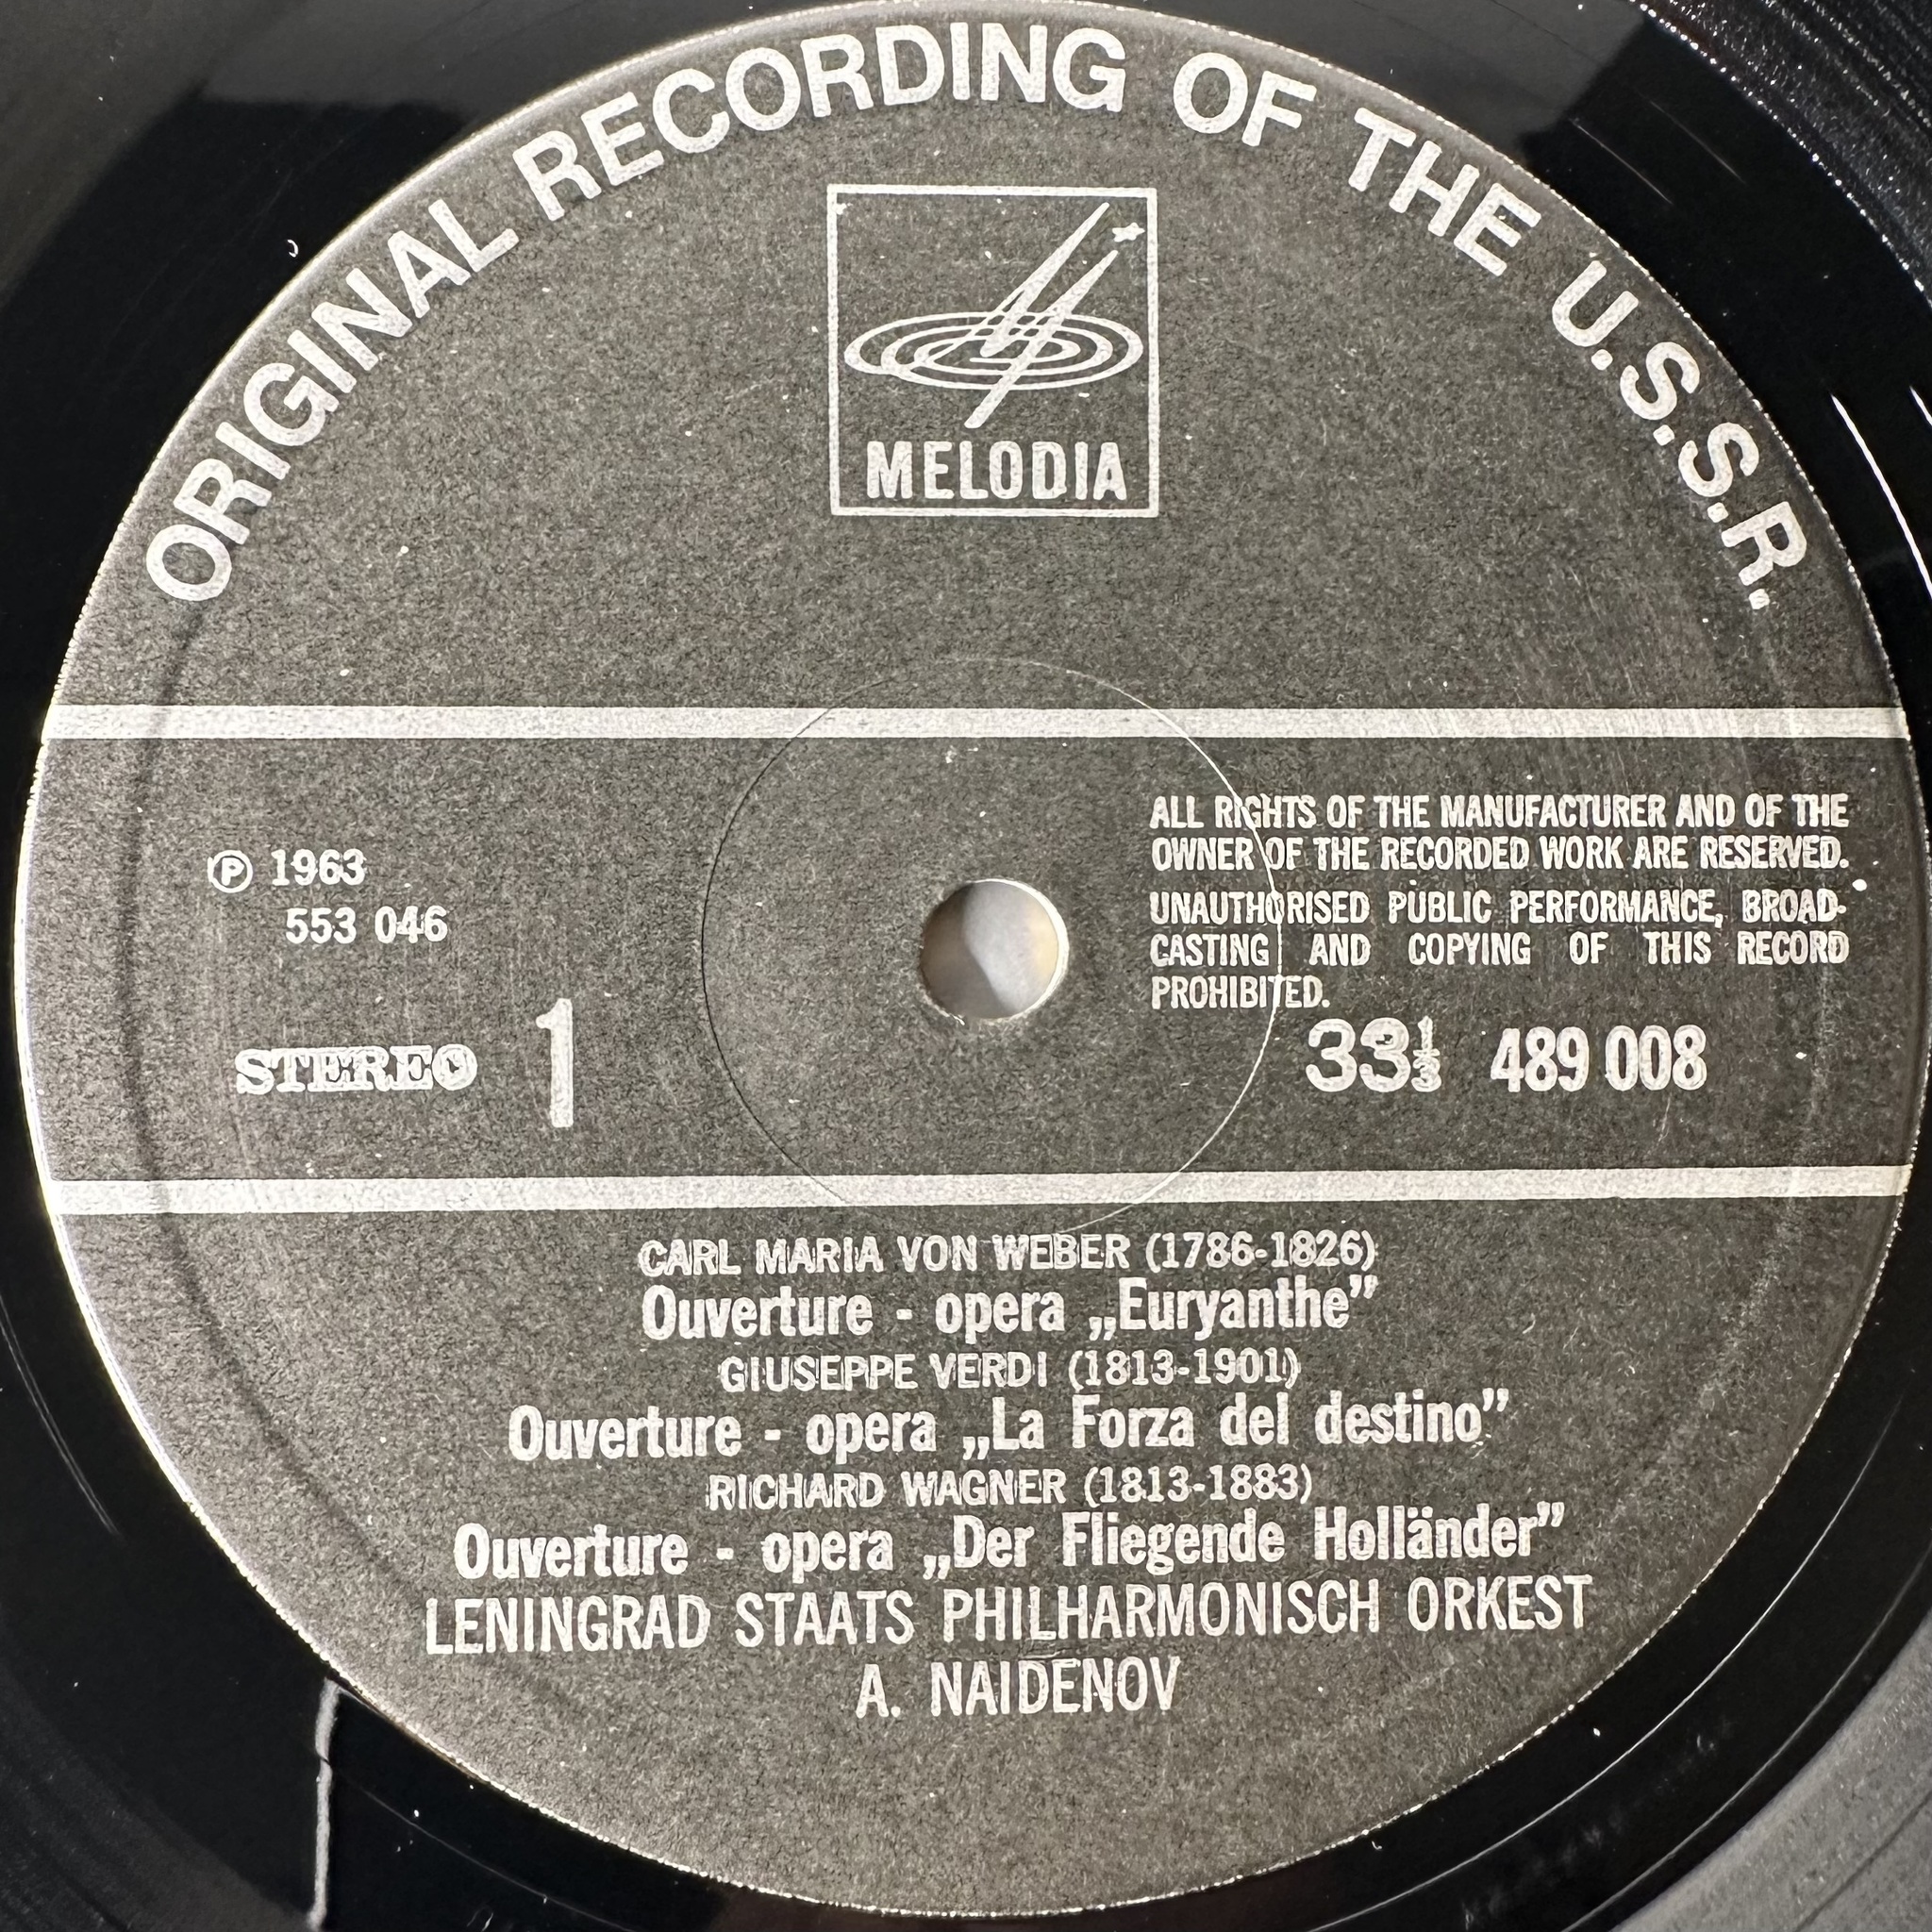 ORIGINAL RECORDING OF THE U.S.S.R.
MELODIA
ALL RIGHTS OF THE MANUFACTURER AND OF THE
OWNER OF THE RECORDED WORK ARE RESERVED.
UNAUTHORISED PUBLIC PERFORMANCE, BROAD-
CASTING AND COPYING OF THIS RECORD
PROHIBITED.
℗ 1963
553 046
STEREO 1
33⅓ 489 008
CARL MARIA VON WEBER (1786-1826)
Ouverture - opera „Euryanthe”
GIUSEPPE VERDI (1813-1901)
Ouverture - opera „La Forza del destino”
RICHARD WAGNER (1813-1883)
Ouverture - opera „Der Fliegende Holländer”
LENINGRAD STAATS PHILHARMONISCH ORKEST
A. NAIDENOV